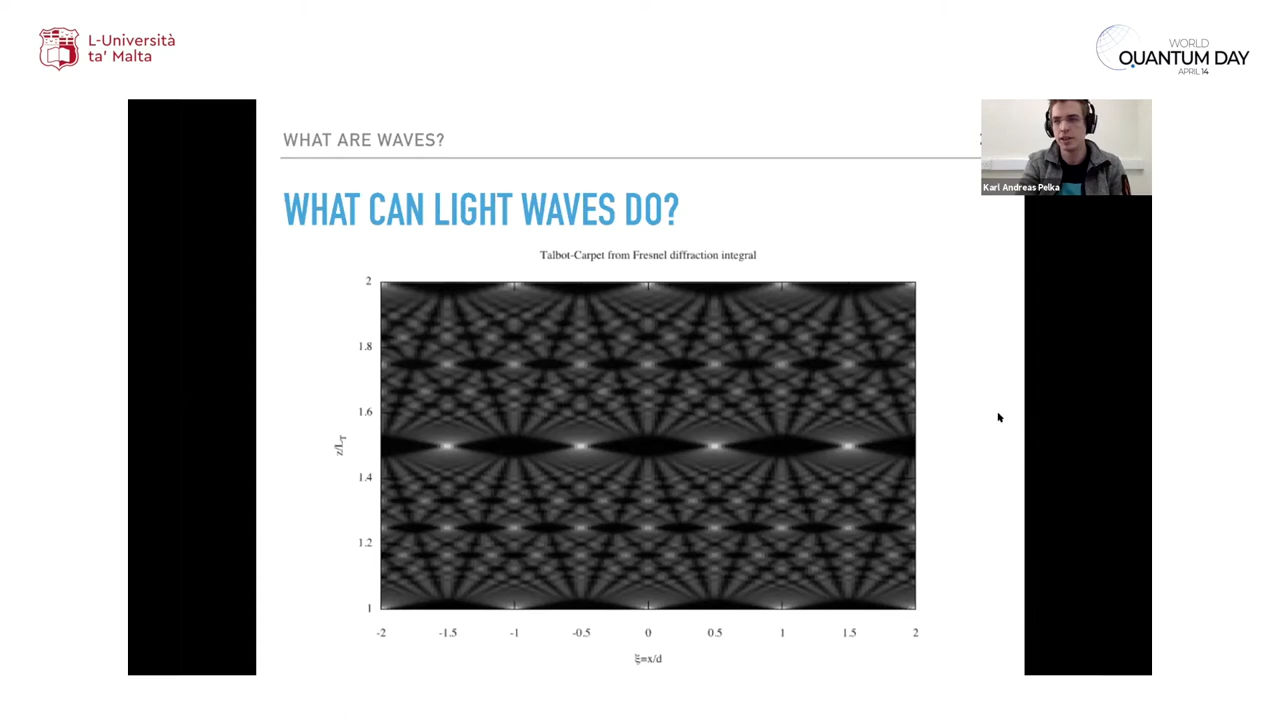 L-Università
ta' Malta
WORLD
QUANTUM DAY
APRIL 14
WHAT ARE WAVES?
Karl Andreas Pelka
WHAT CAN LIGHT WAVES DO?
Talbot-Carpet from Fresnel diffraction integral
2
1.8
1.6
z/LT
1.4
1.2
1
-2 -1.5 -1 -0.5 0 0.5 1 1.5 2
ξ=x/d